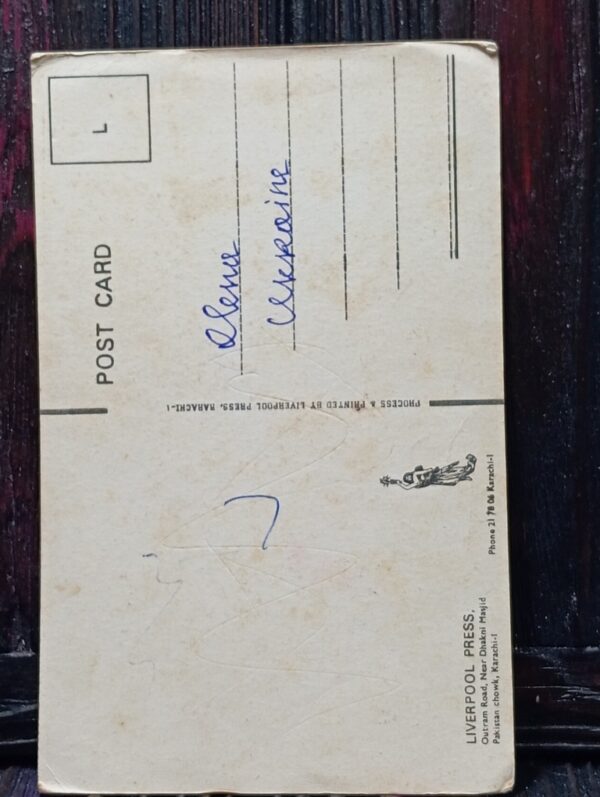 POST CARD
L
Olena
Ukraine
PROCESS & PRINTED BY LIVERPOOL PRESS. KARACHI-1
LIVERPOOL PRESS.
Outram Road, Near Dhakni Masjid
Pakistan chowk, Karachi-1
Phone 21 78 06 Karachi-1